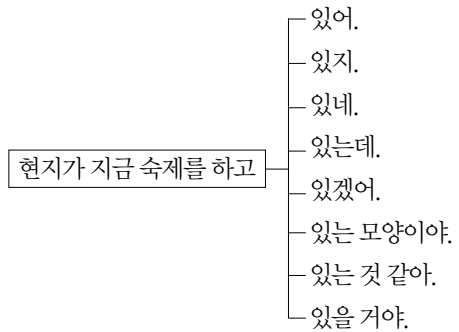 있어.
있지.
있네.
있는데.
현지가 지금 숙제를 하고
있겠어.
있는 모양이야.
있는 것 같아.
있을 거야.